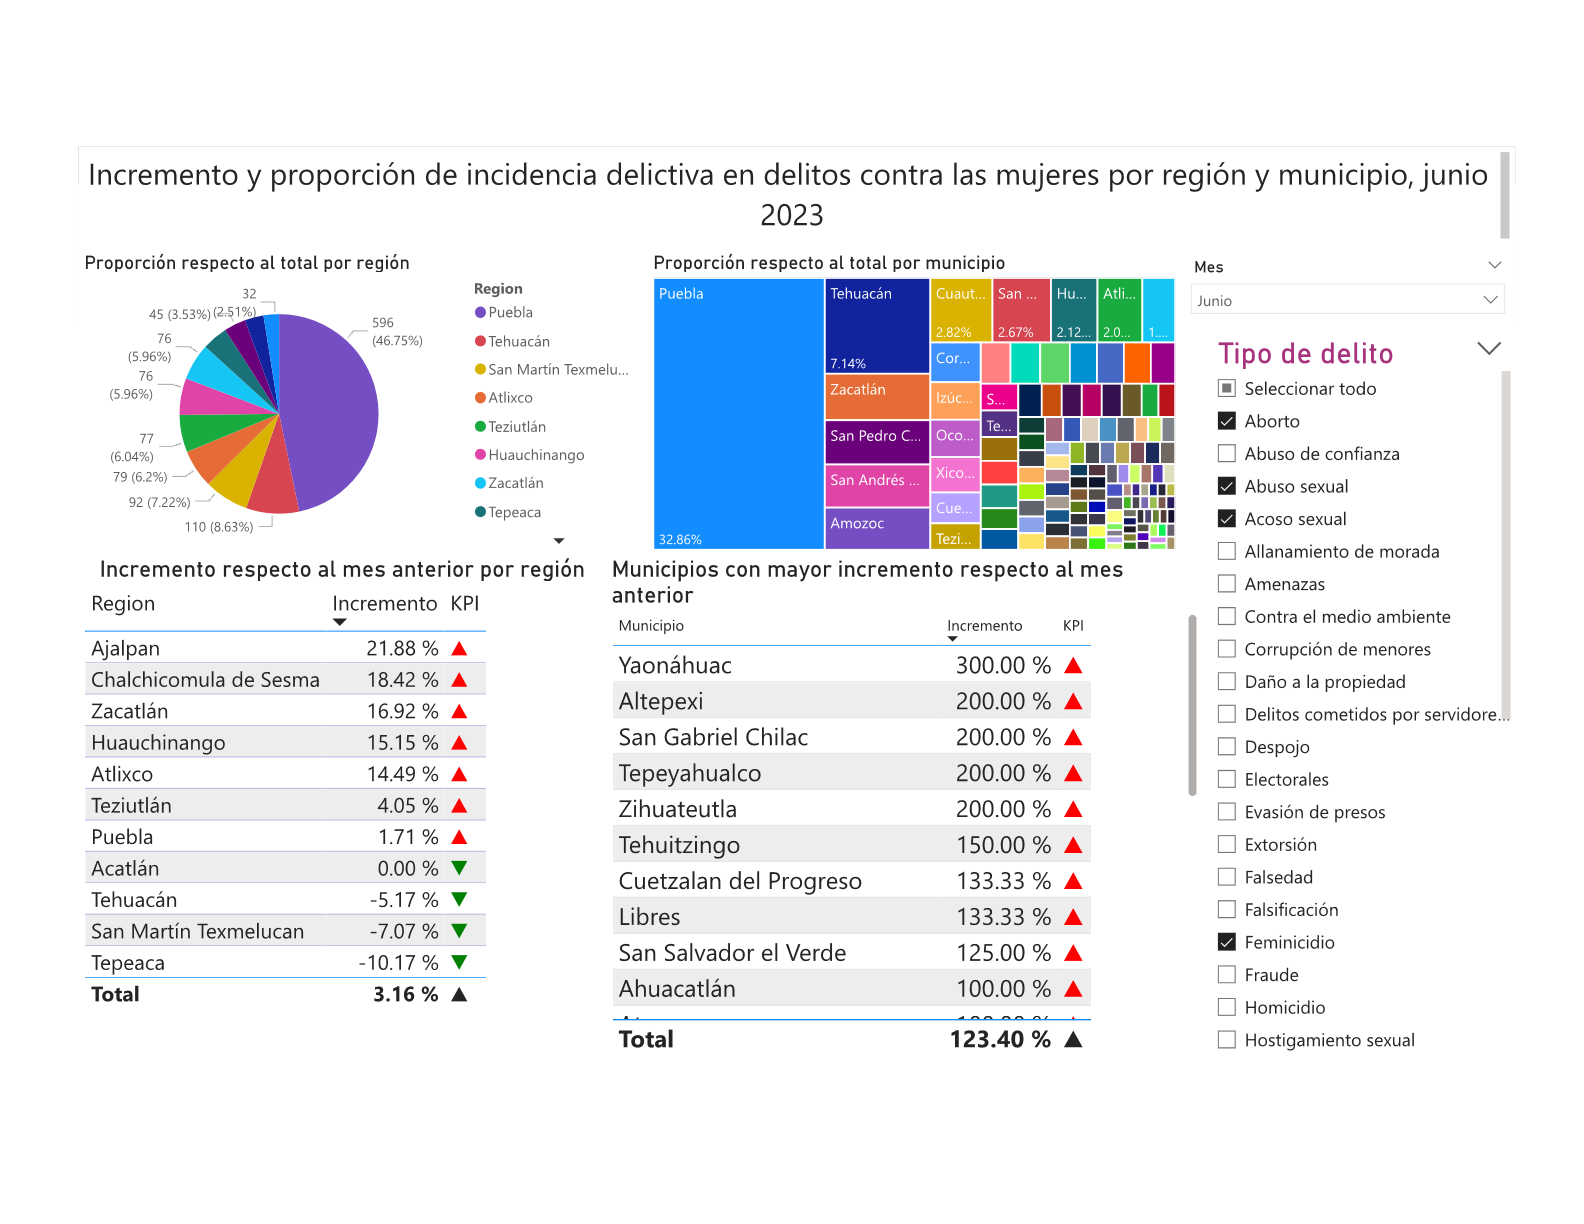 Incremento y proporción de incidencia delictiva en delitos contra las mujeres por región y municipio, junio
2023
Proporción respecto al total por región
32
(2.51%)
45 (3.53%)
76
(5.96%)
76
(5.96%)
77
(6.04%)
79 (6.2%)
92 (7.22%)
110 (8.63%)
596
(46.75%)
Region
Puebla
Tehuacán
San Martín Texmelu...
Atlixco
Teziutlán
Huauchinango
Zacatlán
Tepeaca
Proporción respecto al total por municipio
Puebla
32.86%
Tehuacán
7.14%
Zacatlán
San Pedro C...
San Andrés ...
Amozoc
Cuaut...
2.82%
San ...
2.67%
Hu...
2.12...
Atli...
2.0...
1....
Cor...
Izúc...
Oco...
Xico...
Cue...
Tezi...
S...
Te...
Mes
Junio
Tipo de delito
Seleccionar todo
Aborto
Abuso de confianza
Abuso sexual
Acoso sexual
Allanamiento de morada
Amenazas
Contra el medio ambiente
Corrupción de menores
Daño a la propiedad
Delitos cometidos por servidore...
Despojo
Electorales
Evasión de presos
Extorsión
Falsedad
Falsificación
Feminicidio
Fraude
Homicidio
Hostigamiento sexual
Incremento respecto al mes anterior por región
Region Incremento KPI
Ajalpan 21.88 %
Chalchicomula de Sesma 18.42 %
Zacatlán 16.92 %
Huauchinango 15.15 %
Atlixco 14.49 %
Teziutlán 4.05 %
Puebla 1.71 %
Acatlán 0.00 %
Tehuacán -5.17 %
San Martín Texmelucan -7.07 %
Tepeaca -10.17 %
Total 3.16 %
Municipios con mayor incremento respecto al mes
anterior
Municipio Incremento KPI
Yaonáhuac 300.00 %
Altepexi 200.00 %
San Gabriel Chilac 200.00 %
Tepeyahualco 200.00 %
Zihuateutla 200.00 %
Tehuitzingo 150.00 %
Cuetzalan del Progreso 133.33 %
Libres 133.33 %
San Salvador el Verde 125.00 %
Ahuacatlán 100.00 %
Total 123.40 %